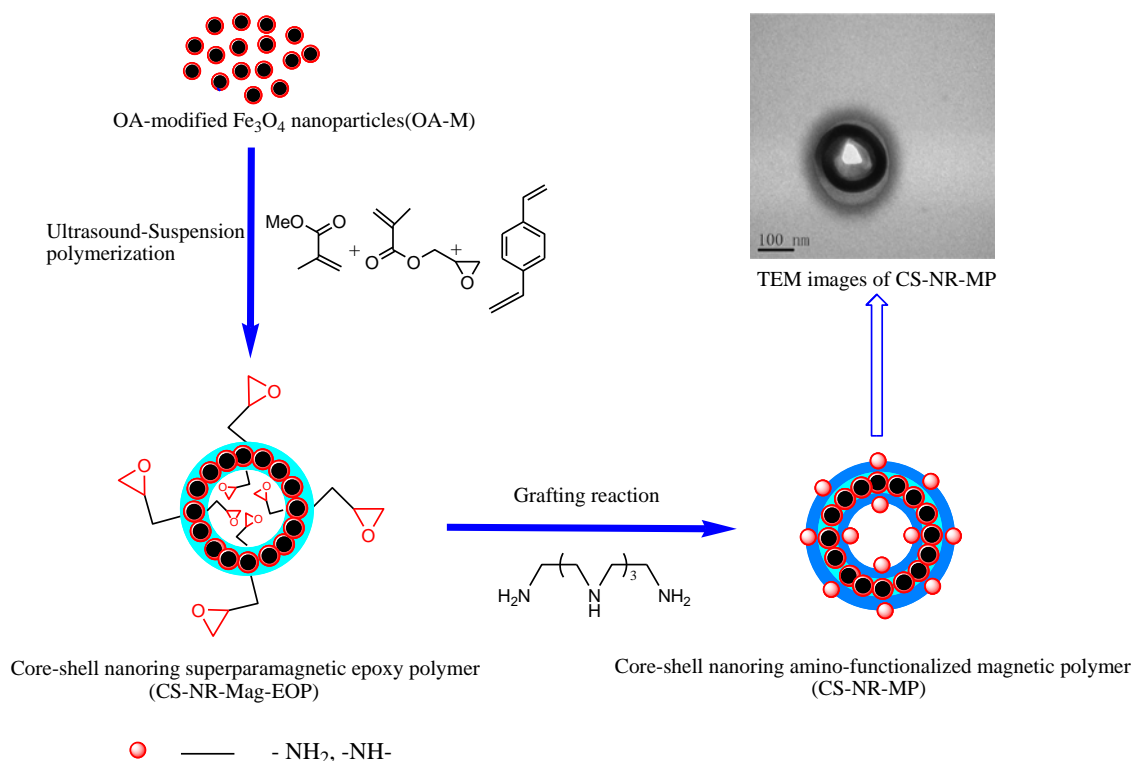 OA-modified Fe3O4 nanoparticles(OA-M)
Ultrasound-Suspension
polymerization
MeO
O
+
O
O
+
O
100 nm
TEM images of CS-NR-MP
O
O
O
O
O
O
O
O
Grafting reaction
H2N
N
H
3
NH2
Core-shell nanoring superparamagnetic epoxy polymer
(CS-NR-Mag-EOP)
Core-shell nanoring amino-functionalized magnetic polymer
(CS-NR-MP)
- NH2, -NH-